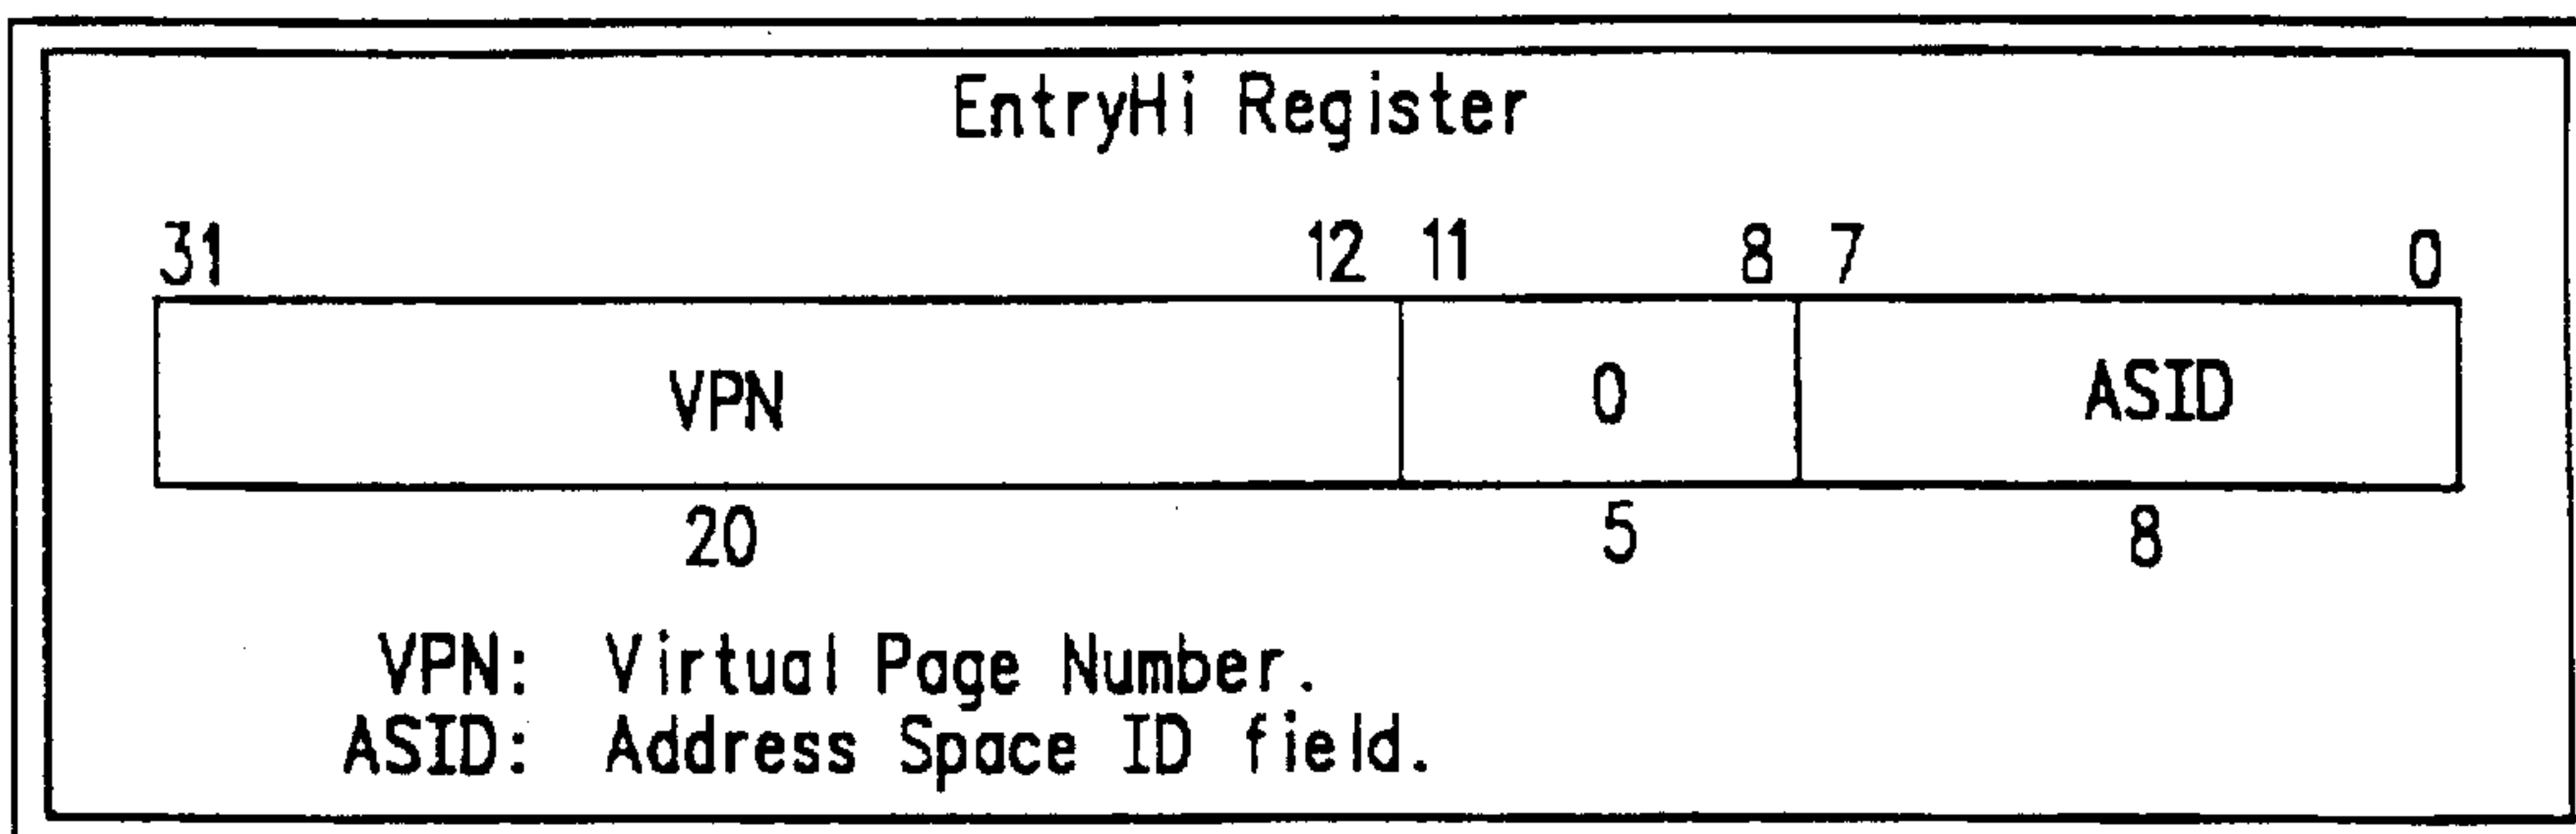 EntryHi Register
31 12 11 8 7 0
VPN 0 ASID
20 5 8
VPN: Virtual Page Number.
ASID: Address Space ID field.